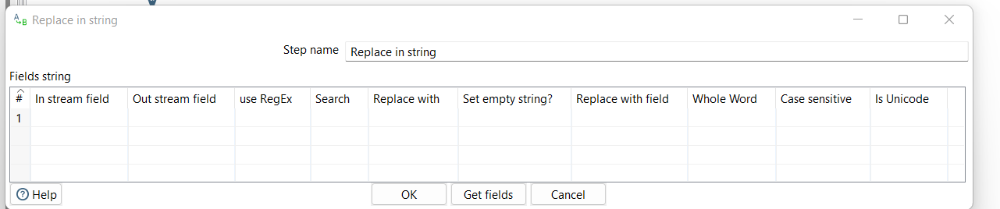 Replace in string
Step name Replace in string
Fields string
# In stream field Out stream field use RegEx Search Replace with Set empty string? Replace with field Whole Word Case sensitive Is Unicode
1
Help OK Get fields Cancel